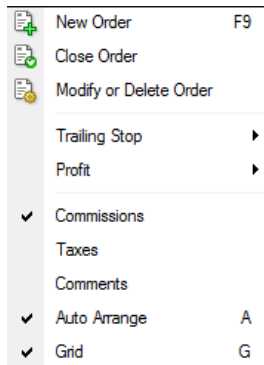 New Order F9
Close Order
Modify or Delete Order
Trailing Stop
Profit
Commissions
Taxes
Comments
Auto Arrange A
Grid G